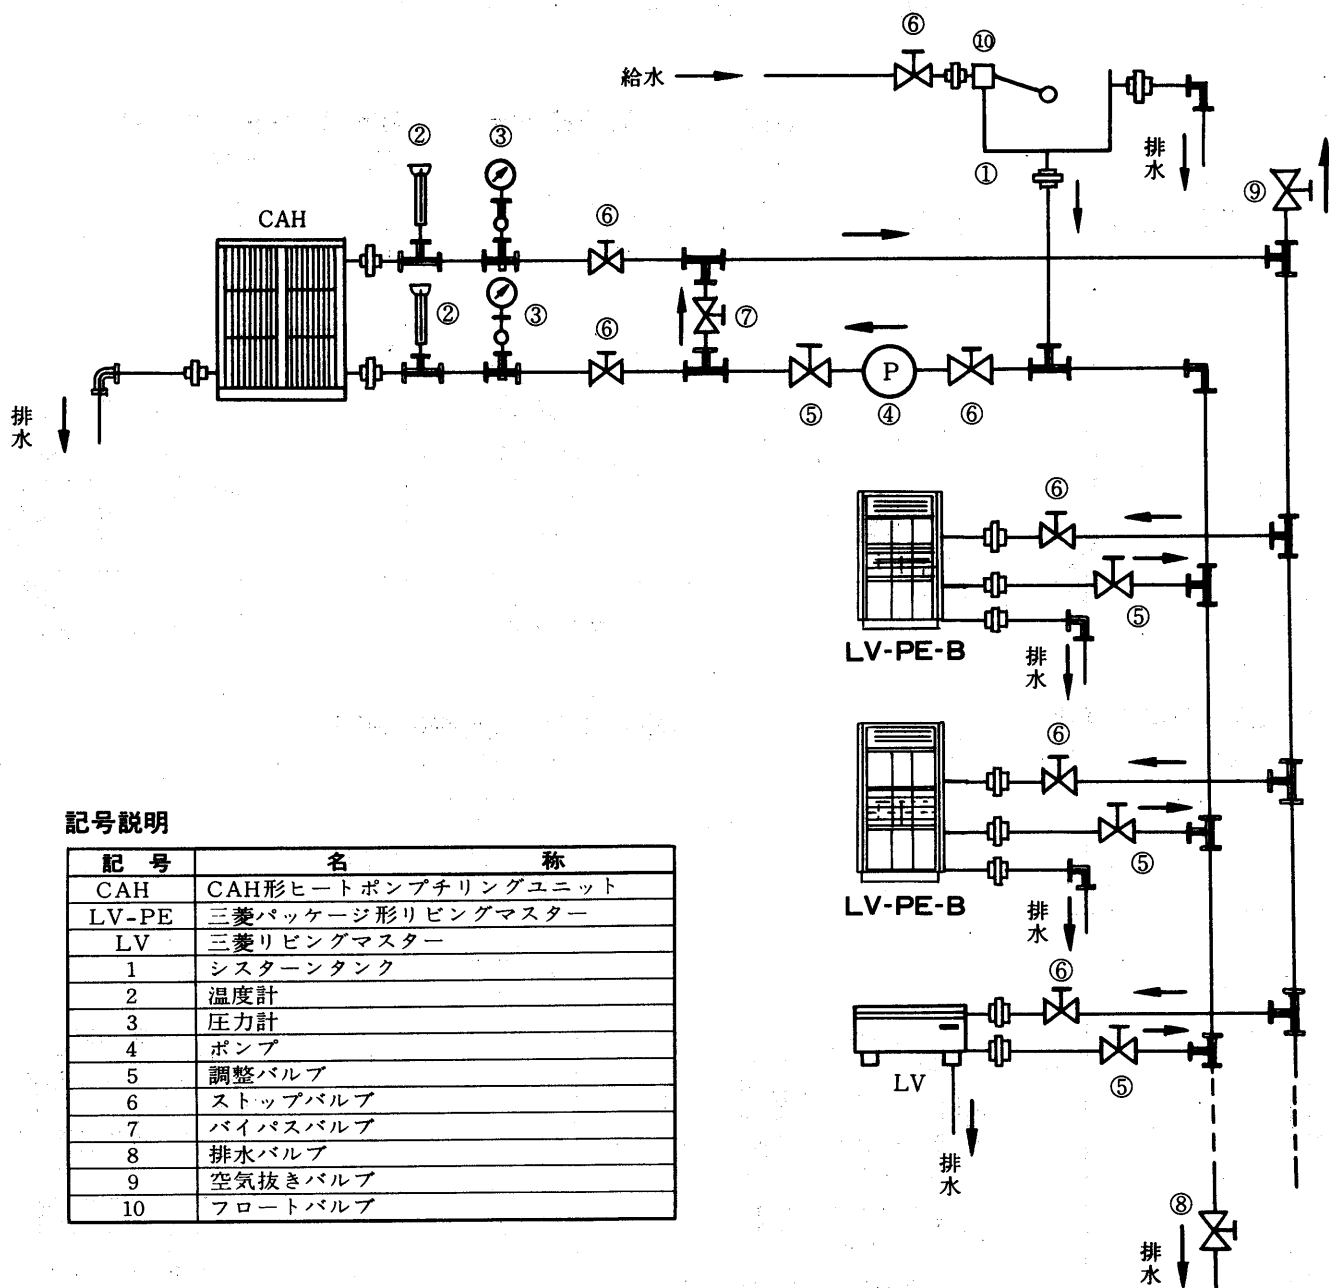 ⑥
⑩
給水
②
③
排水
①
⑨
CAH
⑥
②
③
⑥
⑦
P
排水
⑤
④
⑥
⑥
⑤
LV-PE-B
排水
⑥
⑤
LV-PE-B
排水
⑥
LV
⑤
排水
⑧
排水
記号説明
記号 名称
CAH CAH形ヒートポンプチリングユニット
LV-PE 三菱パッケージ形リビングマスター
LV 三菱リビングマスター
1 シスターンタンク
2 温度計
3 圧力計
4 ポンプ
5 調整バルブ
6 ストップバルブ
7 バイパスバルブ
8 排水バルブ
9 空気抜きバルブ
10 フロートバルブ